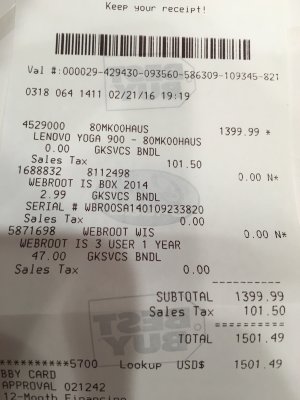 Keep your receipt!
Val #:000029-429430-093560-586309-109345-821
0318 064 1411 02/21/16 19:19
4529000 80MK00HAUS 1399.99 *
LENOVO YOGA 900 - 80MK00HAUS
0.00 GKSVCS BNDL
Sales Tax 101.50
1688832 8112498 0.00 N*
WEBROOT IS BOX 2014
2.99 GKSVCS BNDL
SERIAL # WBROOSA140109233820
Sales Tax 0.00
5871698 WEBROOT WIS 0.00 N*
WEBROOT IS 3 USER 1 YEAR
47.00 GKSVCS BNDL
Sales Tax 0.00
SUBTOTAL 1399.99
Sales Tax 101.50
BEST BUY
TOTAL 1501.49
**********5700 Lookup USD$ 1501.49
BBY CARD
APPROVAL 021242
12-Month Financing